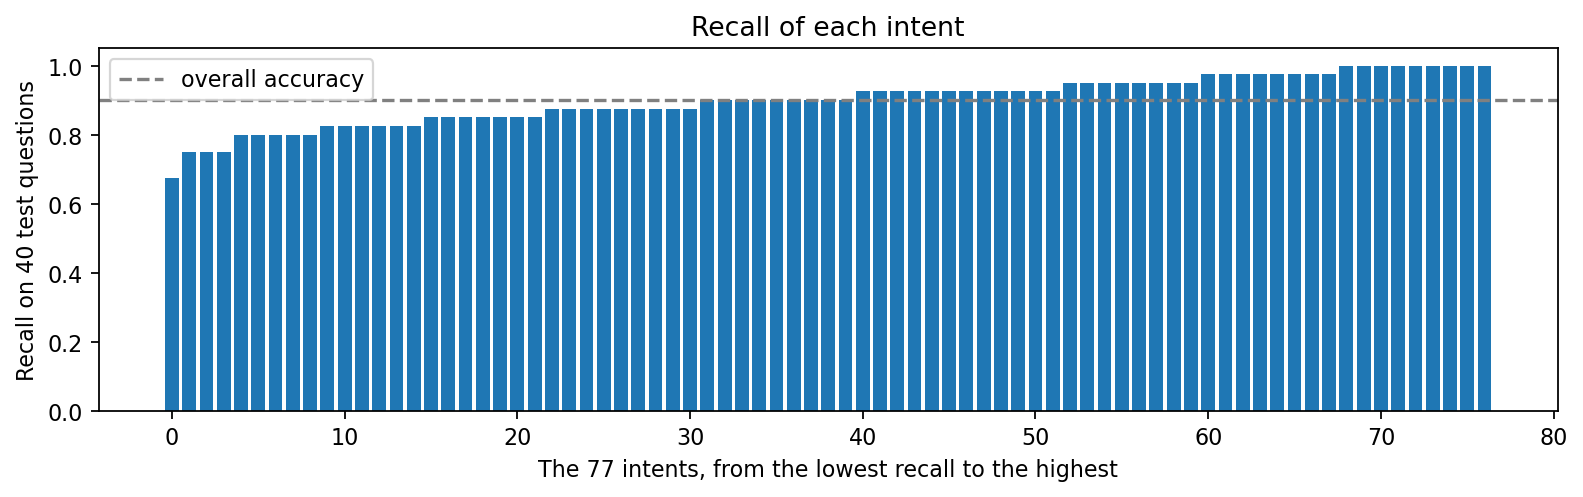 Recall of each intent
overall accuracy
Recall on 40 test questions
1.0
0.8
0.6
0.4
0.2
0.0
0 10 20 30 40 50 60 70 80
The 77 intents, from the lowest recall to the highest